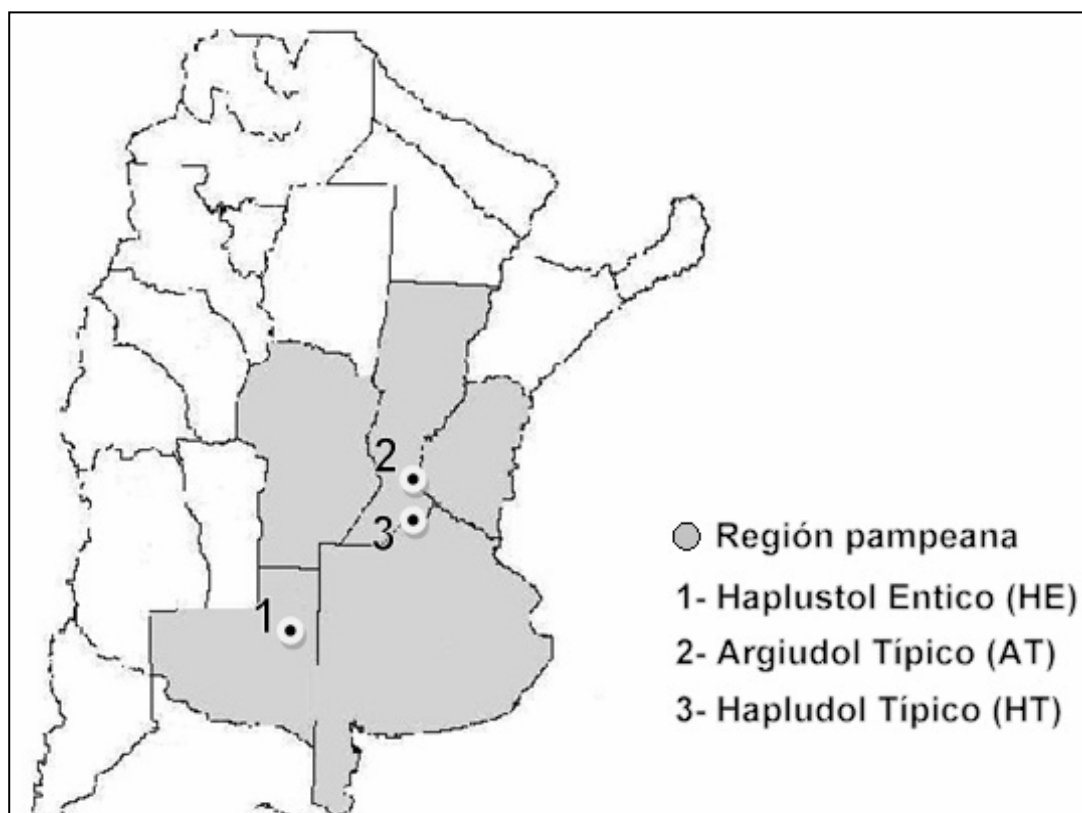 2
3
1
Región pampeana
1- Haplustol Entico (HE)
2- Argiudol Típico (AT)
3- Hapludol Típico (HT)